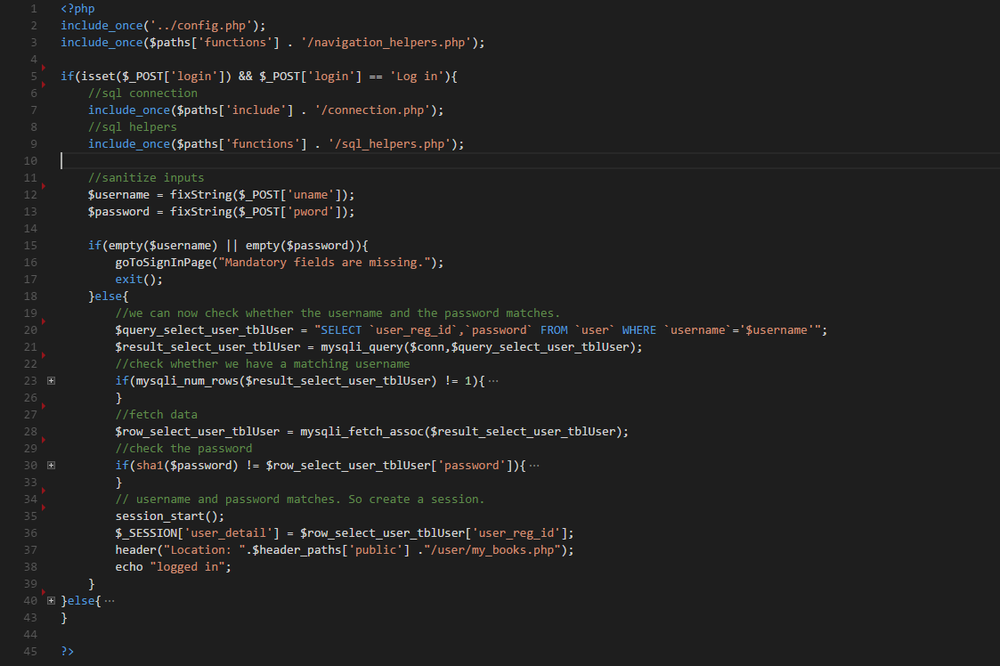 1 <?php
2 include_once('../config.php');
3 include_once($paths['functions'] . '/navigation_helpers.php');
4
5 if(isset($_POST['login']) && $_POST['login'] == 'Log in'){
6     //sql connection
7     include_once($paths['include'] . '/connection.php');
8     //sql helpers
9     include_once($paths['functions'] . '/sql_helpers.php');
10
11     //sanitize inputs
12     $username = fixString($_POST['uname']);
13     $password = fixString($_POST['pword']);
14
15     if(empty($username) || empty($password)){
16         goToSignInPage("Mandatory fields are missing.");
17         exit();
18     }else{
19         //we can now check whether the username and the password matches.
20         $query_select_user_tblUser = "SELECT `user_reg_id`,`password` FROM `user` WHERE `username`='$username'";
21         $result_select_user_tblUser = mysqli_query($conn,$query_select_user_tblUser);
22         //check whether we have a matching username
23         if(mysqli_num_rows($result_select_user_tblUser) != 1){ ⋯
26         }
27         //fetch data
28         $row_select_user_tblUser = mysqli_fetch_assoc($result_select_user_tblUser);
29         //check the password
30         if(sha1($password) != $row_select_user_tblUser['password']){ ⋯
33         }
34         // username and password matches. So create a session.
35         session_start();
36         $_SESSION['user_detail'] = $row_select_user_tblUser['user_reg_id'];
37         header("Location: ".$header_paths['public'] ."/user/my_books.php");
38         echo "logged in";
39     }
40 }else{ ⋯
43 }
44
45 ?>